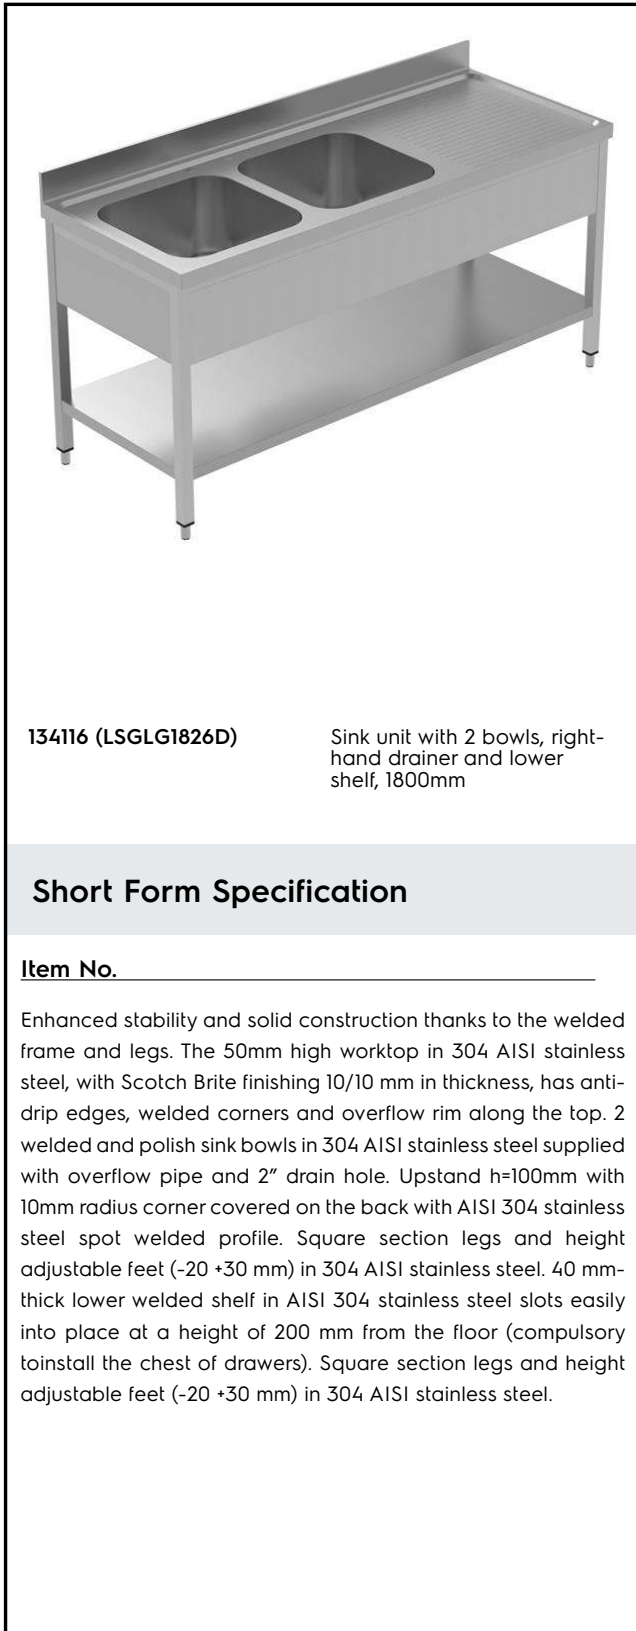 134116 (LSGLG1826D)
Sink unit with 2 bowls, right-
hand drainer and lower
shelf, 1800mm
Short Form Specification
Item No.
Enhanced stability and solid construction thanks to the welded
frame and legs. The 50mm high worktop in 304 AISI stainless
steel, with Scotch Brite finishing 10/10 mm in thickness, has anti-
drip edges, welded corners and overflow rim along the top. 2
welded and polish sink bowls in 304 AISI stainless steel supplied
with overflow pipe and 2″ drain hole. Upstand h=100mm with
10mm radius corner covered on the back with AISI 304 stainless
steel spot welded profile. Square section legs and height
adjustable feet (-20 +30 mm) in 304 AISI stainless steel. 40 mm-
thick lower welded shelf in AISI 304 stainless steel slots easily
into place at a height of 200 mm from the floor (compulsory
toinstall the chest of drawers). Square section legs and height
adjustable feet (-20 +30 mm) in 304 AISI stainless steel.